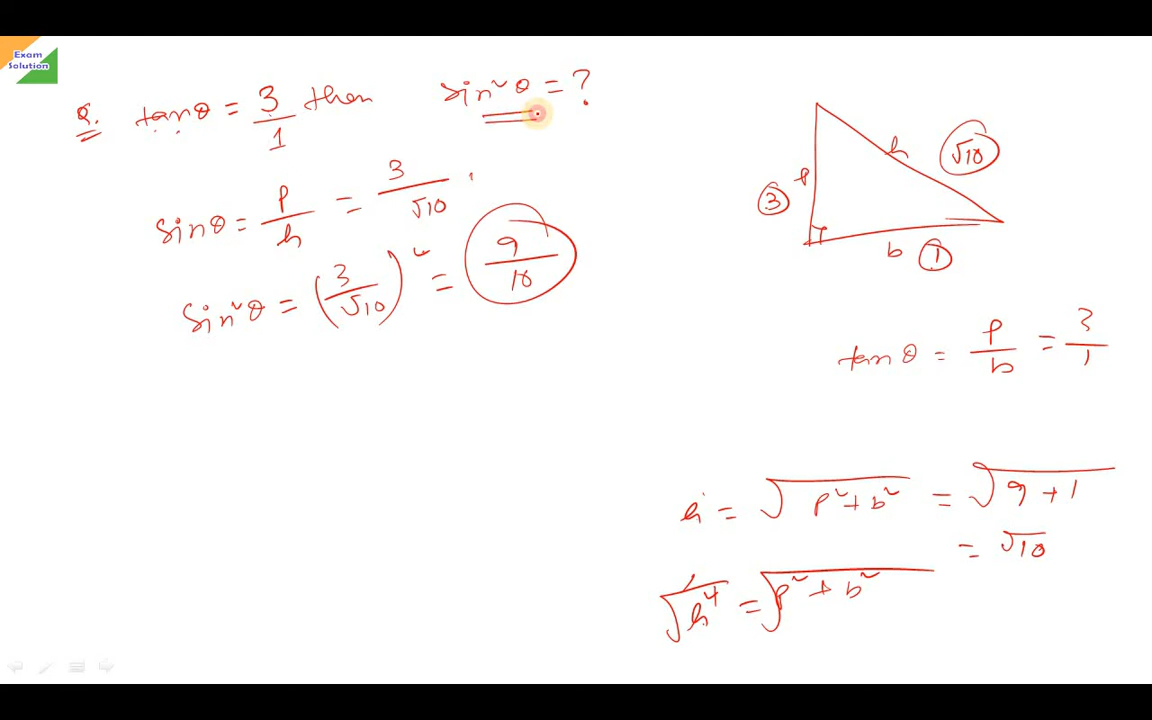 Exam
Solution
Q. tanθ = 3/1 then sin²θ = ?
sinθ = p/h = 3/√10
sin²θ = (3/√10)² = 9/10
p
3
h
√10
b
1
tanθ = p/b = 3/1
h = √p²+b² = √9+1
= √10
√h² = √p²+b²